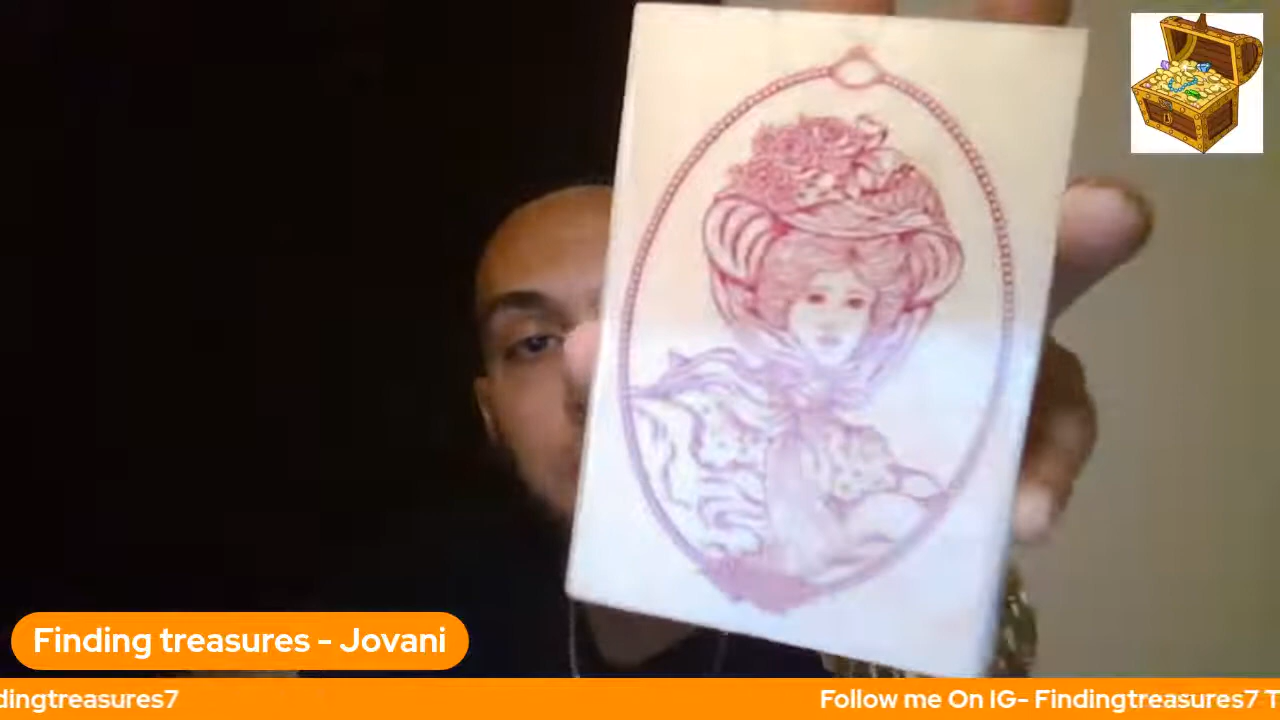 Finding treasures - Jovani
dingtreasures7
Follow me On IG- Findingtreasures7 T